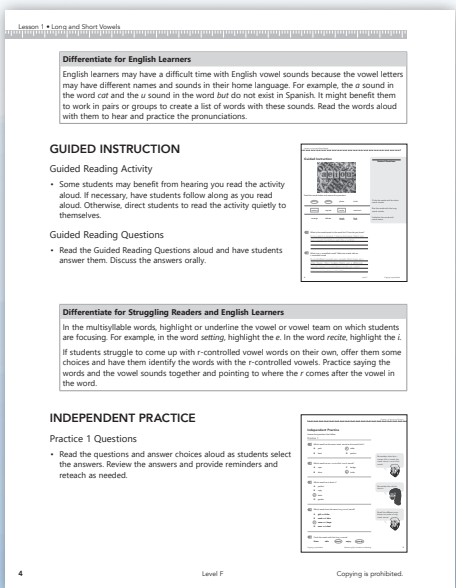 Lesson 1 • Long and Short Vowels
Differentiate for English Learners
English learners may have a difficult time with English vowel sounds because the vowel letters
may have different names and sounds in their home language. For example, the a sound in
the word cat and the u sound in the word but do not exist in Spanish. It might benefit them
to work in pairs or groups to create a list of words with these sounds. Read the words aloud
with them to hear and practice the pronunciations.
GUIDED INSTRUCTION
Guided Reading Activity
• Some students may benefit from hearing you read the activity
aloud. If necessary, have students follow along as you read
aloud. Otherwise, direct students to read the activity quietly to
themselves.
Guided Reading Questions
• Read the Guided Reading Questions aloud and have students
answer them. Discuss the answers orally.
Guided Instruction
Differentiate for Struggling Readers and English Learners
In the multisyllable words, highlight or underline the vowel or vowel team on which students
are focusing. For example, in the word setting, highlight the e. In the word recite, highlight the i.
If students struggle to come up with r-controlled vowel words on their own, offer them some
choices and have them identify the words with the r-controlled vowels. Practice saying the
words and the vowel sounds together and pointing to where the r comes after the vowel in
the word.
INDEPENDENT PRACTICE
Practice 1 Questions
• Read the questions and answer choices aloud as students select
the answers. Review the answers and provide reminders and
reteach as needed.
Independent Practice
4
Level F
Copying is prohibited.